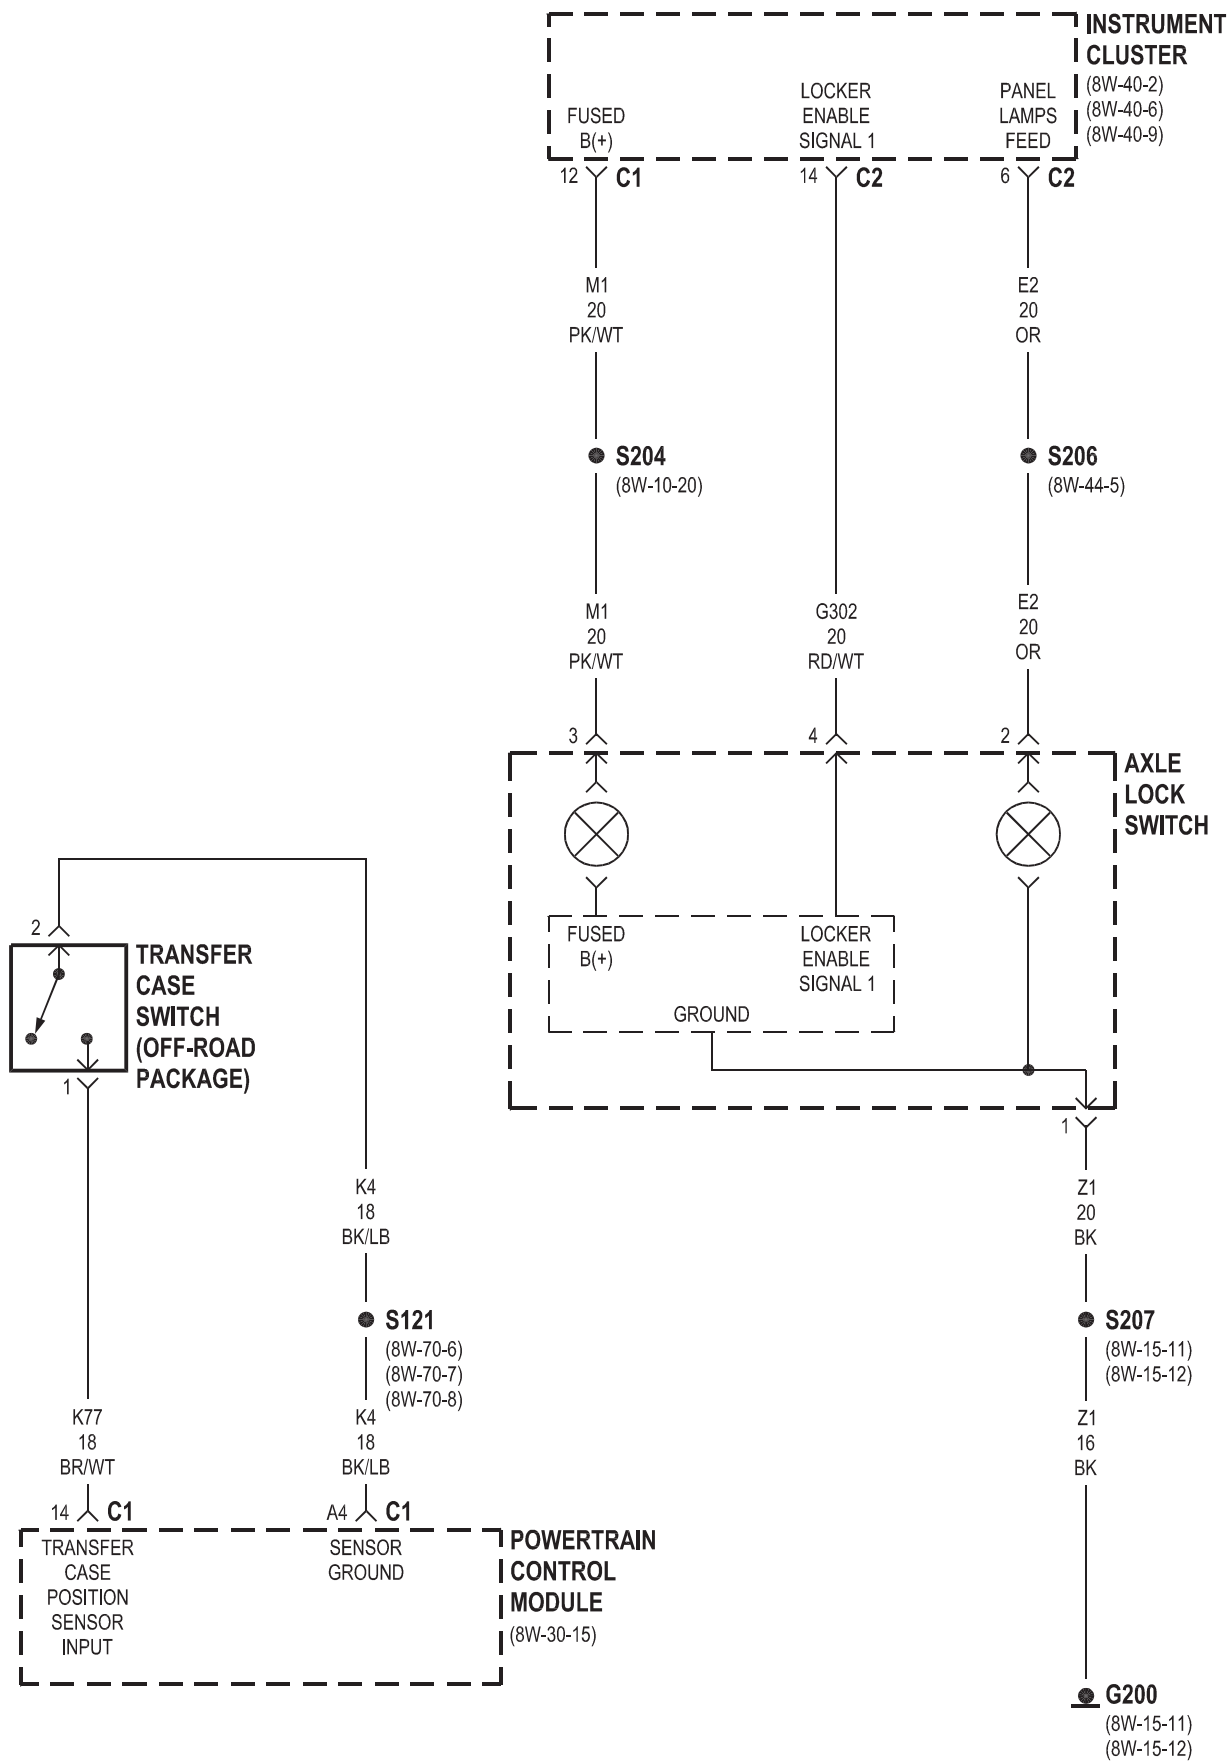 INSTRUMENT
CLUSTER
(8W-40-2)
(8W-40-6)
(8W-40-9)
FUSED
B(+)
LOCKER
ENABLE
SIGNAL 1
PANEL
LAMPS
FEED
12 C1
14 C2
6 C2
M1
20
PK/WT
E2
20
OR
S204
(8W-10-20)
S206
(8W-44-5)
M1
20
PK/WT
G302
20
RD/WT
E2
20
OR
3
4
2
AXLE
LOCK
SWITCH
FUSED
B(+)
LOCKER
ENABLE
SIGNAL 1
GROUND
1
2
TRANSFER
CASE
SWITCH
(OFF-ROAD
PACKAGE)
1
K4
18
BK/LB
Z1
20
BK
S121
(8W-70-6)
(8W-70-7)
(8W-70-8)
S207
(8W-15-11)
(8W-15-12)
K77
18
BR/WT
K4
18
BK/LB
Z1
16
BK
14 C1
A4 C1
TRANSFER
CASE
POSITION
SENSOR
INPUT
SENSOR
GROUND
POWERTRAIN
CONTROL
MODULE
(8W-30-15)
G200
(8W-15-11)
(8W-15-12)